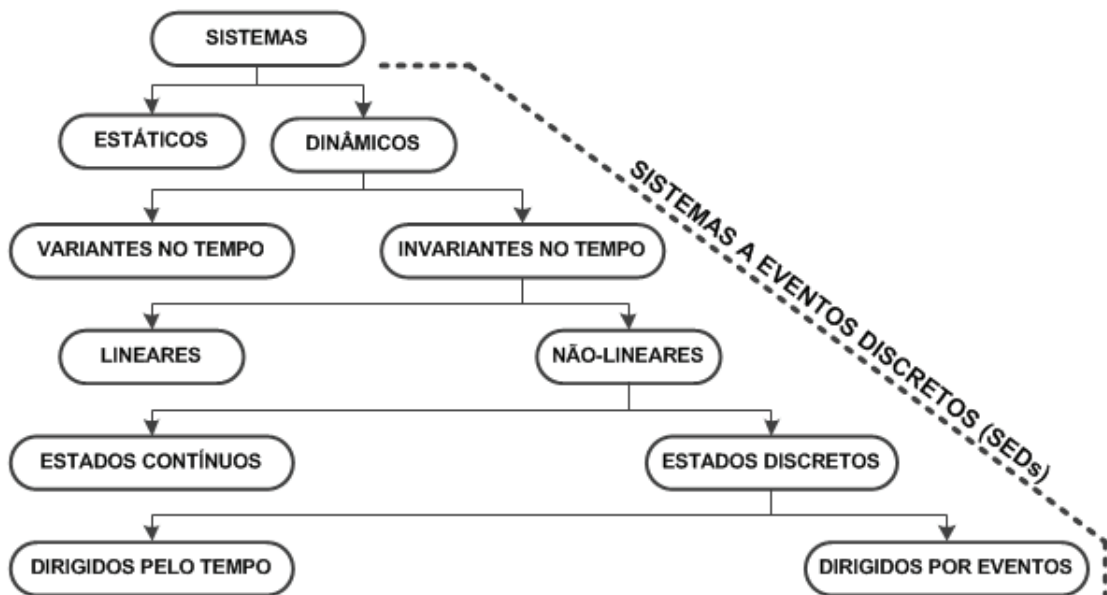 SISTEMAS
ESTÁTICOS
DINÂMICOS
SISTEMAS A EVENTOS DISCRETOS (SEDs)
VARIANTES NO TEMPO
INVARIANTES NO TEMPO
LINEARES
NÃO-LINEARES
ESTADOS CONTÍNUOS
ESTADOS DISCRETOS
DIRIGIDOS PELO TEMPO
DIRIGIDOS POR EVENTOS